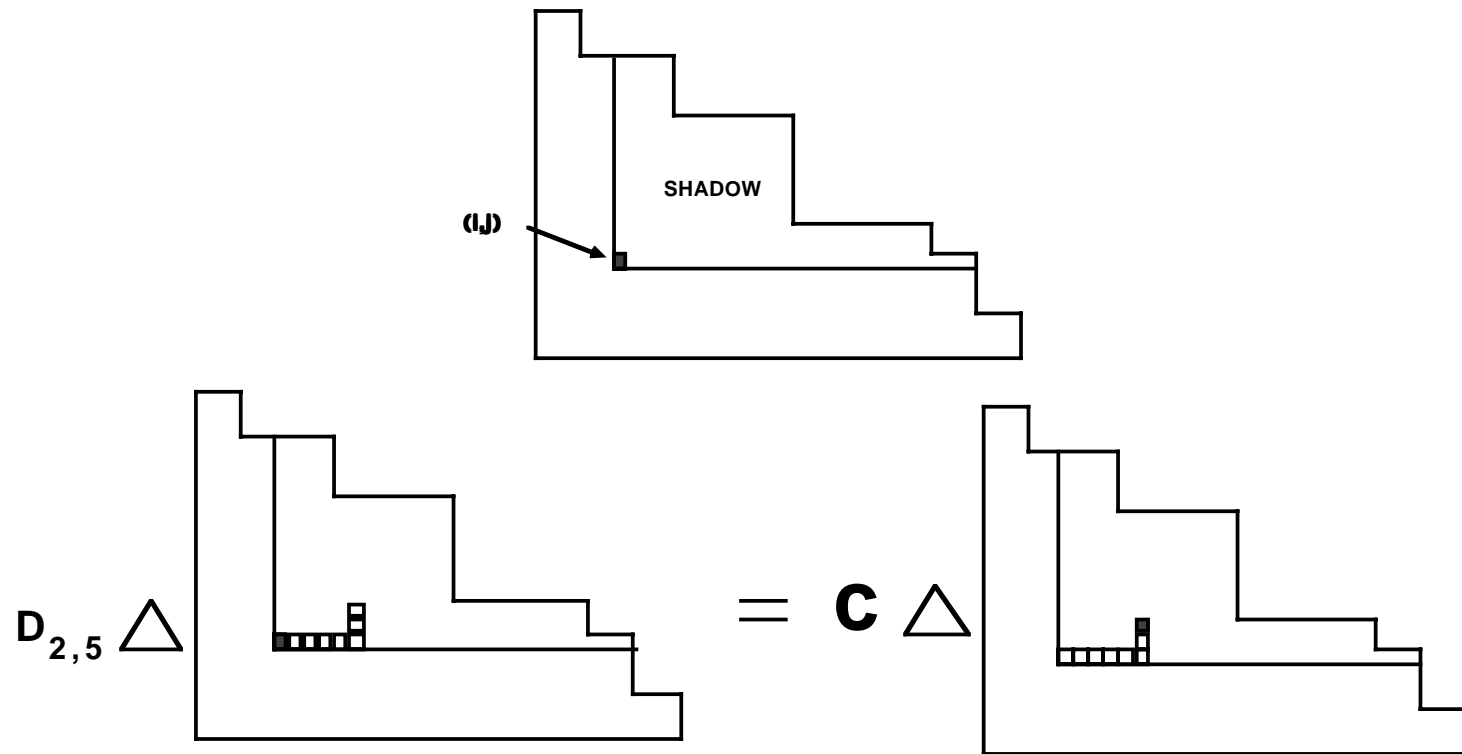 SHADOW
(I,J)
D2,5 △ = C △